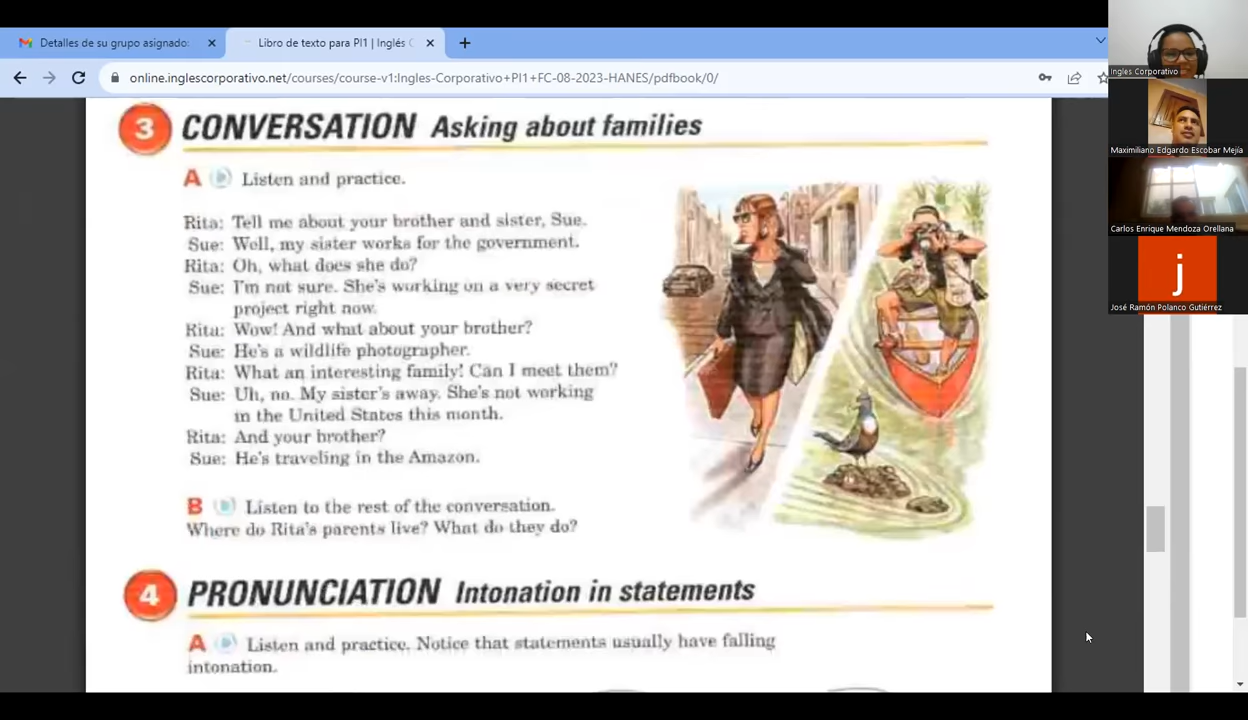 Detalles de su grupo asignado:
Libro de texto para PI1 | Inglés C
online.inglescorporativo.net/courses/course-v1:Ingles-Corporativo+PI1+FC-08-2023-HANES/pdfbook/0/
3 CONVERSATION Asking about families
A Listen and practice.
Rita: Tell me about your brother and sister, Sue.
Sue: Well, my sister works for the government.
Rita: Oh, what does she do?
Sue: I'm not sure. She's working on a very secret
project right now.
Rita: Wow! And what about your brother?
Sue: He's a wildlife photographer.
Rita: What an interesting family! Can I meet them?
Sue: Uh, no. My sister's away. She's not working
in the United States this month.
Rita: And your brother?
Sue: He's traveling in the Amazon.
B Listen to the rest of the conversation.
Where do Rita's parents live? What do they do?
4 PRONUNCIATION Intonation in statements
A Listen and practice. Notice that statements usually have falling
intonation.
Ingles Corporativo
Maximiliano Edgardo Escobar Mejía
Carlos Enrique Mendoza Orellana
j
José Ramón Polanco Gutiérrez